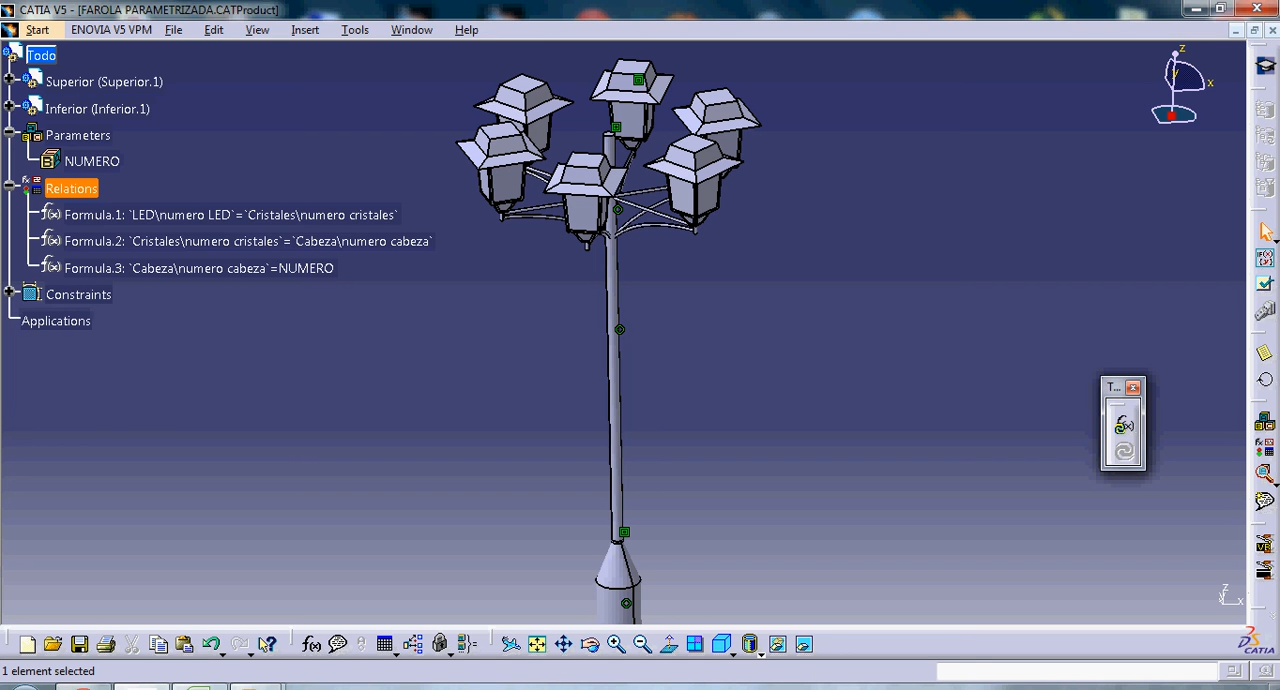 CATIA V5 - [FAROLA PARAMETRIZADA.CATProduct]
Start ENOVIA V5 VPM File Edit View Insert Tools Window Help
Todo
Superior (Superior.1)
Inferior (Inferior.1)
Parameters
NUMERO
Relations
Formula.1: `LED\numero LED`=`Cristales\numero cristales`
Formula.2: `Cristales\numero cristales`=`Cabeza\numero cabeza`
Formula.3: `Cabeza\numero cabeza`=NUMERO
Constraints
Applications
z
y
x
T...
f(x)
z
y x
CATIA
1 element selected